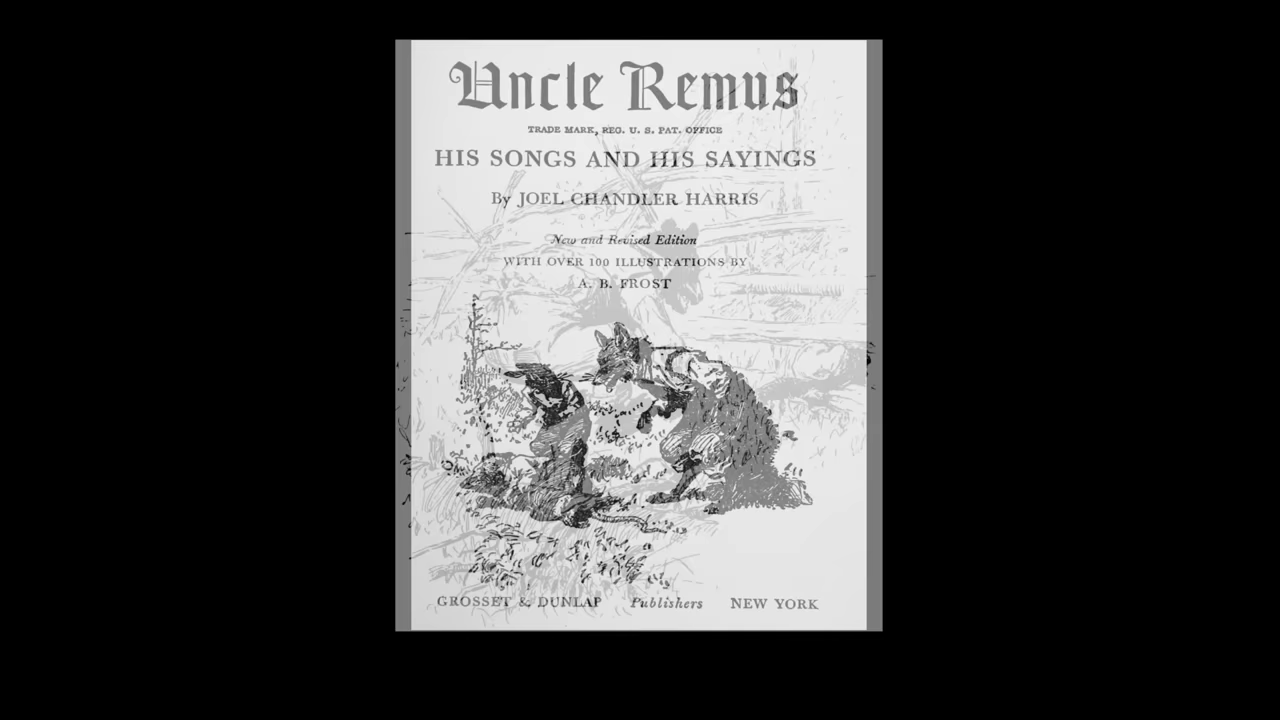 Uncle Remus
TRADE MARK, REG. U. S. PAT. OFFICE
HIS SONGS AND HIS SAYINGS
By JOEL CHANDLER HARRIS
New and Revised Edition
WITH OVER 100 ILLUSTRATIONS BY
A. B. FROST
GROSSET & DUNLAP Publishers NEW YORK